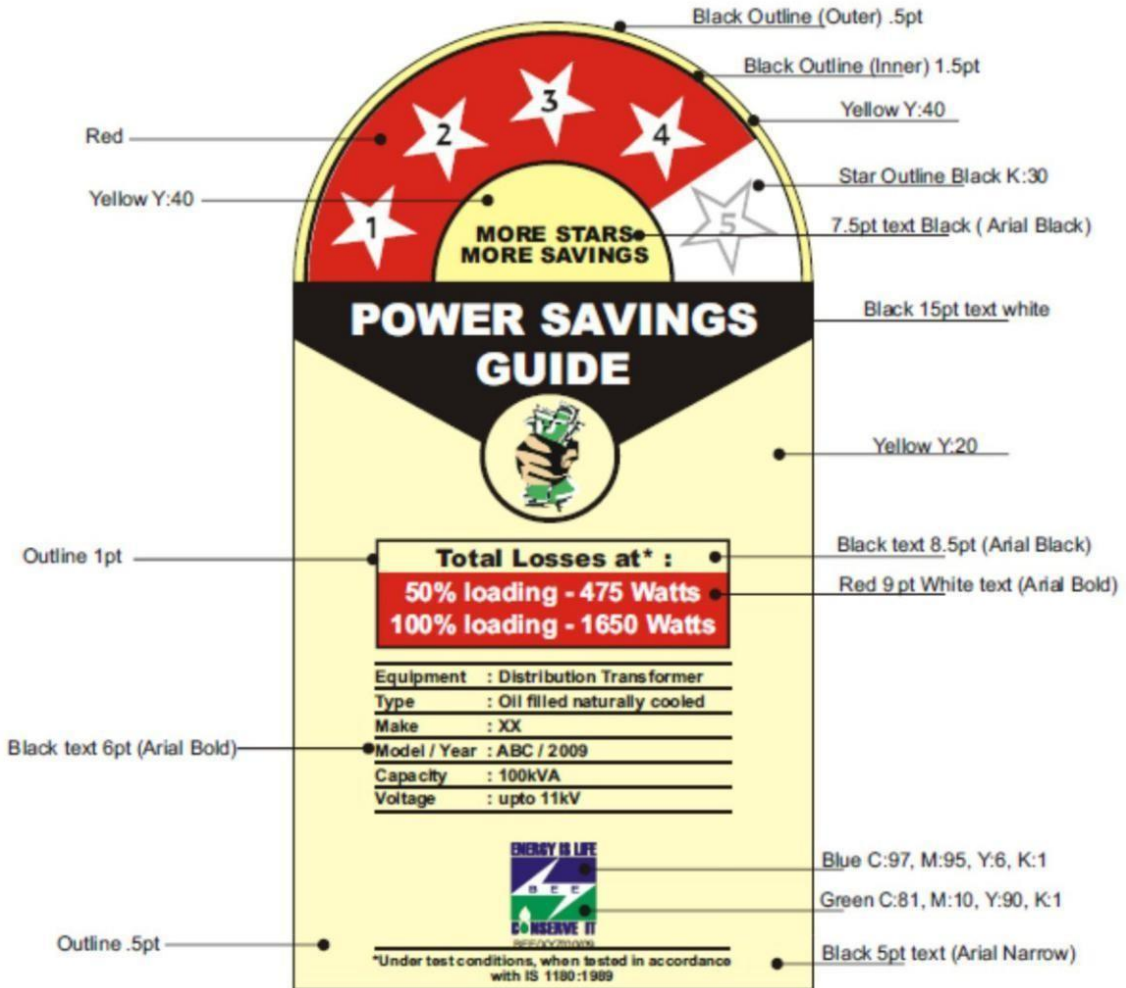 Black Outline (Outer) .5pt
Black Outline (Inner) 1.5pt
Yellow Y:40
Red
Star Outline Black K:30
Yellow Y:40
7.5pt text Black ( Arial Black)
1
2
3
4
5
MORE STARS
MORE SAVINGS
Black 15pt text white
POWER SAVINGS
GUIDE
Yellow Y:20
Outline 1pt
Total Losses at* :
Black text 8.5pt (Arial Black)
50% loading - 475 Watts
Red 9 pt White text (Arial Bold)
100% loading - 1650 Watts
Equipment : Distribution Transformer
Type : Oil filled naturally cooled
Make : XX
Black text 6pt (Arial Bold)
Model / Year : ABC / 2009
Capacity : 100kVA
Voltage : upto 11kV
ENERGY IS LIFE
Blue C:97, M:95, Y:6, K:1
B E E
Green C:81, M:10, Y:90, K:1
CONSERVE IT
Outline .5pt
Black 5pt text (Arial Narrow)
*Under test conditions, when tested in accordance
with IS 1180:1989